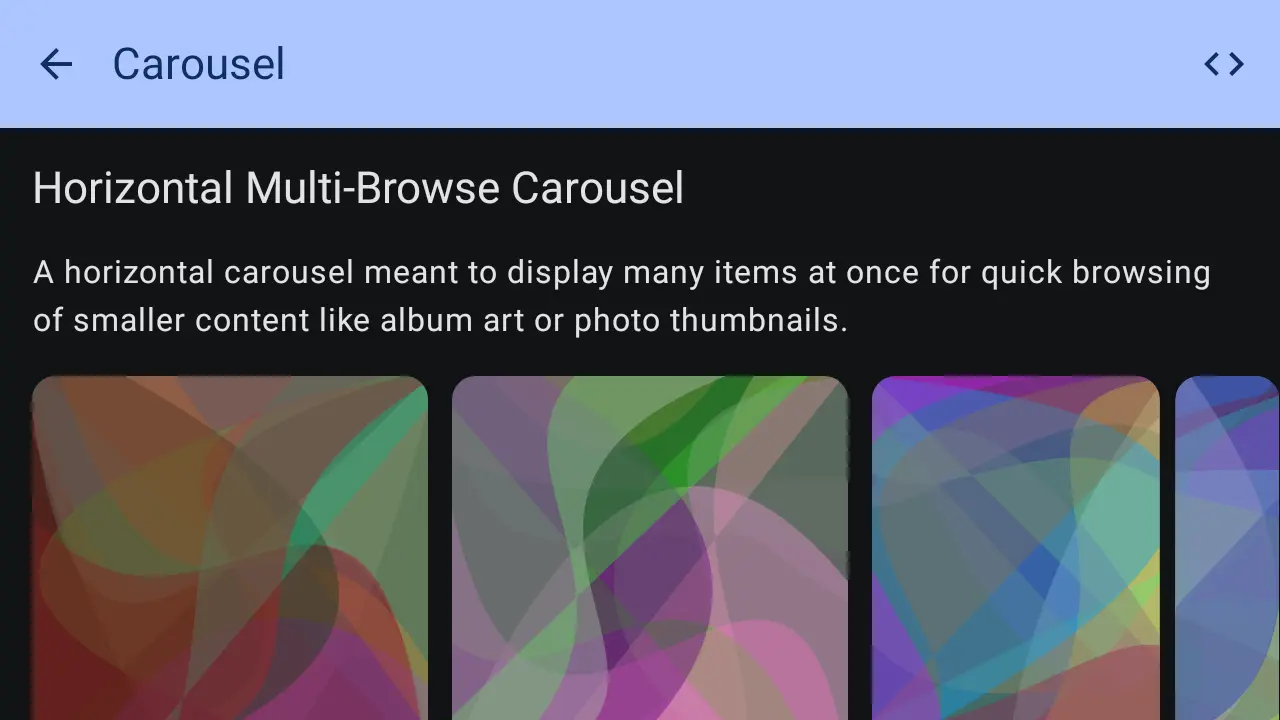 Carousel
Horizontal Multi-Browse Carousel
A horizontal carousel meant to display many items at once for quick browsing
of smaller content like album art or photo thumbnails.